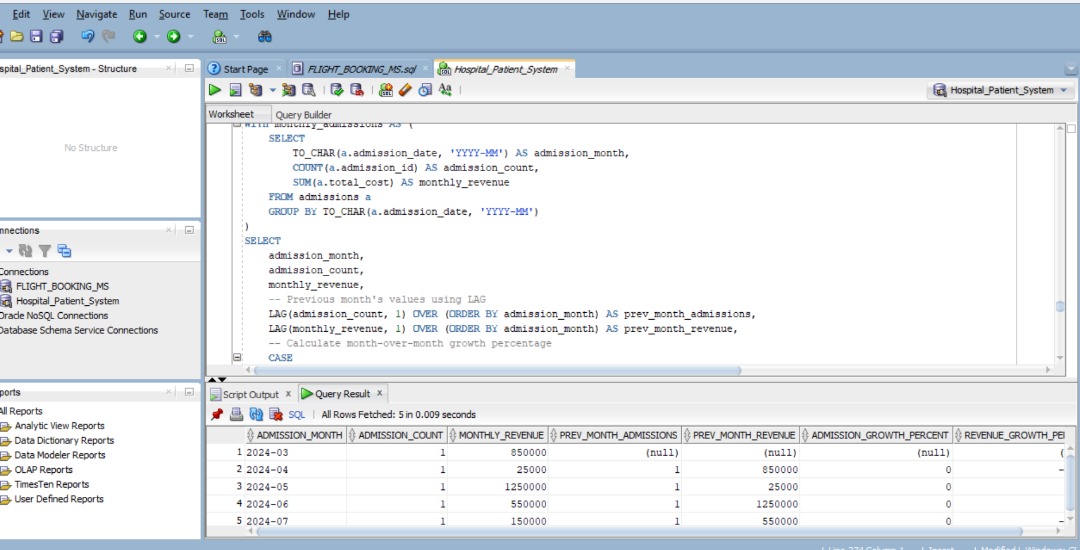 Edit View Navigate Run Source Team Tools Window Help
spital_Patient_System - Structure
Start Page FLIGHT_BOOKING_MS.sql Hospital_Patient_System
Hospital_Patient_System
Worksheet Query Builder
No Structure
WITH monthly_admissions AS (
SELECT
TO_CHAR(a.admission_date, 'YYYY-MM') AS admission_month,
COUNT(a.admission_id) AS admission_count,
SUM(a.total_cost) AS monthly_revenue
FROM admissions a
GROUP BY TO_CHAR(a.admission_date, 'YYYY-MM')
)
SELECT
admission_month,
admission_count,
monthly_revenue,
-- Previous month's values using LAG
LAG(admission_count, 1) OVER (ORDER BY admission_month) AS prev_month_admissions,
LAG(monthly_revenue, 1) OVER (ORDER BY admission_month) AS prev_month_revenue,
-- Calculate month-over-month growth percentage
CASE
nnections
Connections
FLIGHT_BOOKING_MS
Hospital_Patient_System
Oracle NoSQL Connections
Database Schema Service Connections
ports
All Reports
Analytic View Reports
Data Dictionary Reports
Data Modeler Reports
OLAP Reports
TimesTen Reports
User Defined Reports
Script Output x Query Result x
SQL | All Rows Fetched: 5 in 0.009 seconds
ADMISSION_MONTH ADMISSION_COUNT MONTHLY_REVENUE PREV_MONTH_ADMISSIONS PREV_MONTH_REVENUE ADMISSION_GROWTH_PERCENT REVENUE_GROWTH_PE
1 2024-03 1 850000 (null) (null) (null) (
2 2024-04 1 25000 1 850000 0 -
3 2024-05 1 1250000 1 25000 0
4 2024-06 1 550000 1 1250000 0
5 2024-07 1 150000 1 550000 0 -